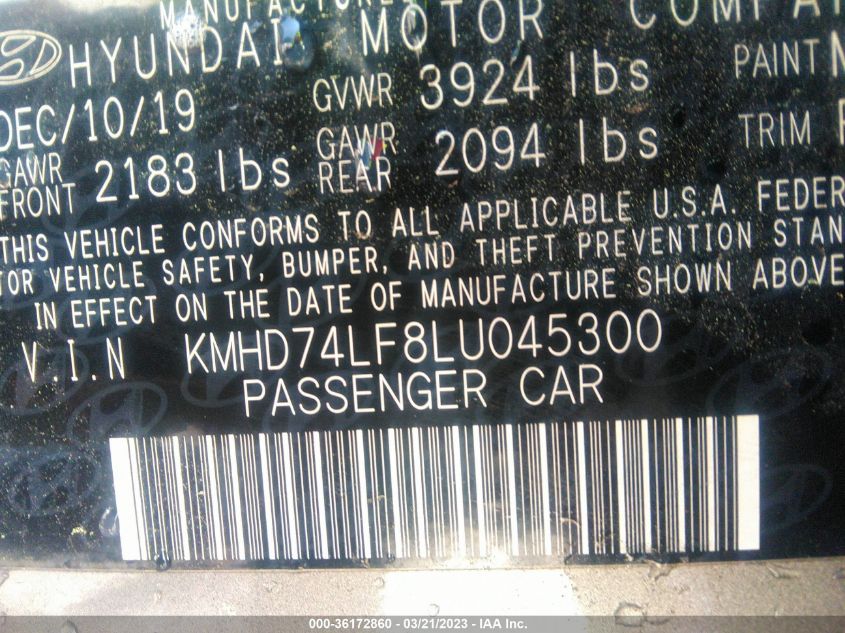 MANUFACTURED
HYUNDAI MOTOR COMPA
DEC/10/19 GVWR 3924 lbs PAINT
GAWR FRONT 2183 lbs GAWR REAR 2094 lbs TRIM
THIS VEHICLE CONFORMS TO ALL APPLICABLE U.S.A. FEDER
OR VEHICLE SAFETY, BUMPER, AND THEFT PREVENTION STAN
IN EFFECT ON THE DATE OF MANUFACTURE SHOWN ABOVE
V.I.N KMHD74LF8LU045300
PASSENGER CAR
000-36172860 - 03/21/2023 - IAA Inc.